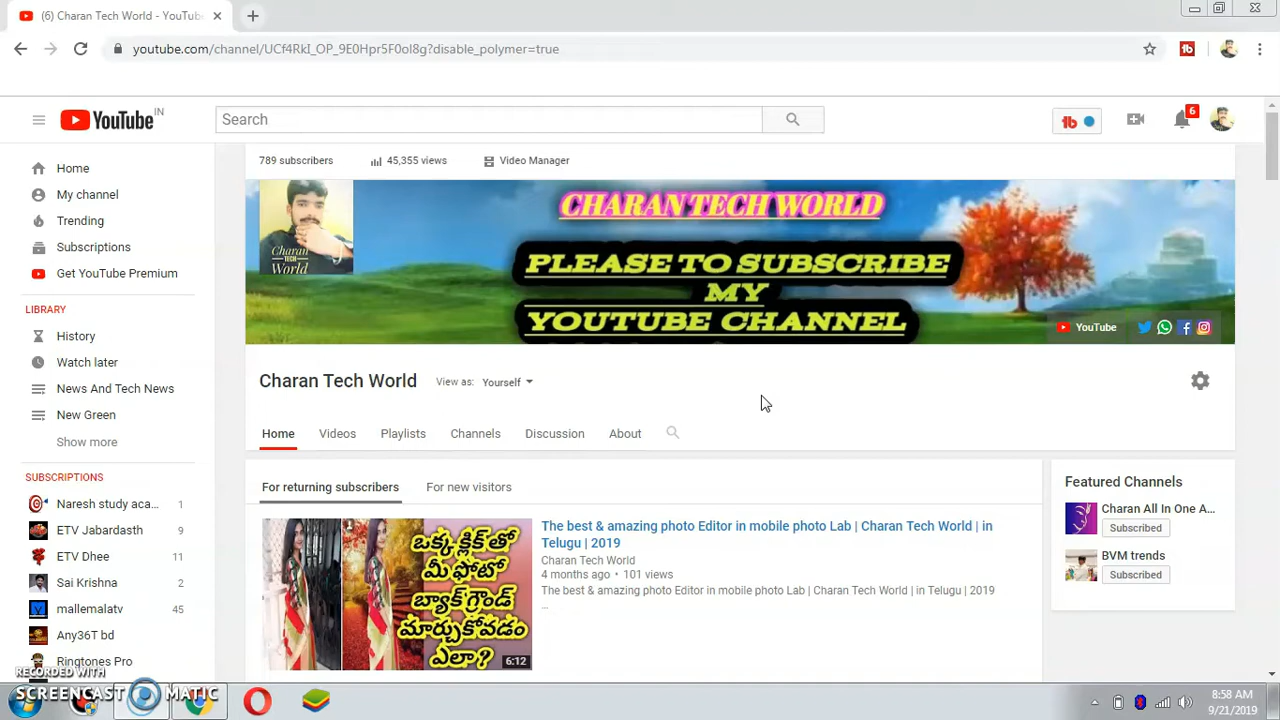 (6) Charan Tech World - YouTube
youtube.com/channel/UCf4RkI_OP_9E0Hpr5F0ol8g?disable_polymer=true
YouTube IN
Search
6
789 subscribers
45,355 views
Video Manager
Home
My channel
Trending
Subscriptions
Get YouTube Premium
LIBRARY
History
Watch later
News And Tech News
New Green
Show more
SUBSCRIPTIONS
Naresh study aca... 1
ETV Jabardasth 9
ETV Dhee 11
Sai Krishna 2
mallemalatv 45
Any36T bd
Ringtones Pro
Charan
TECH
World
CHARAN TECH WORLD
PLEASE TO SUBSCRIBE
MY
YOUTUBE CHANNEL
YouTube
Charan Tech World
View as: Yourself
Home Videos Playlists Channels Discussion About
For returning subscribers
For new visitors
ఒక్క క్లిక్ తో
మీ ఫోటో
బ్యాక్ గ్రౌండ్
మార్చుకోవడం
ఎలా?
6:12
The best & amazing photo Editor in mobile photo Lab | Charan Tech World | in
Telugu | 2019
Charan Tech World
4 months ago • 101 views
The best & amazing photo Editor in mobile photo Lab | Charan Tech World | in Telugu | 2019
...
Featured Channels
Charan All In One A...
Subscribed
BVM trends
Subscribed
RECORDED WITH
SCREENCAST MATIC
8:58 AM
9/21/2019